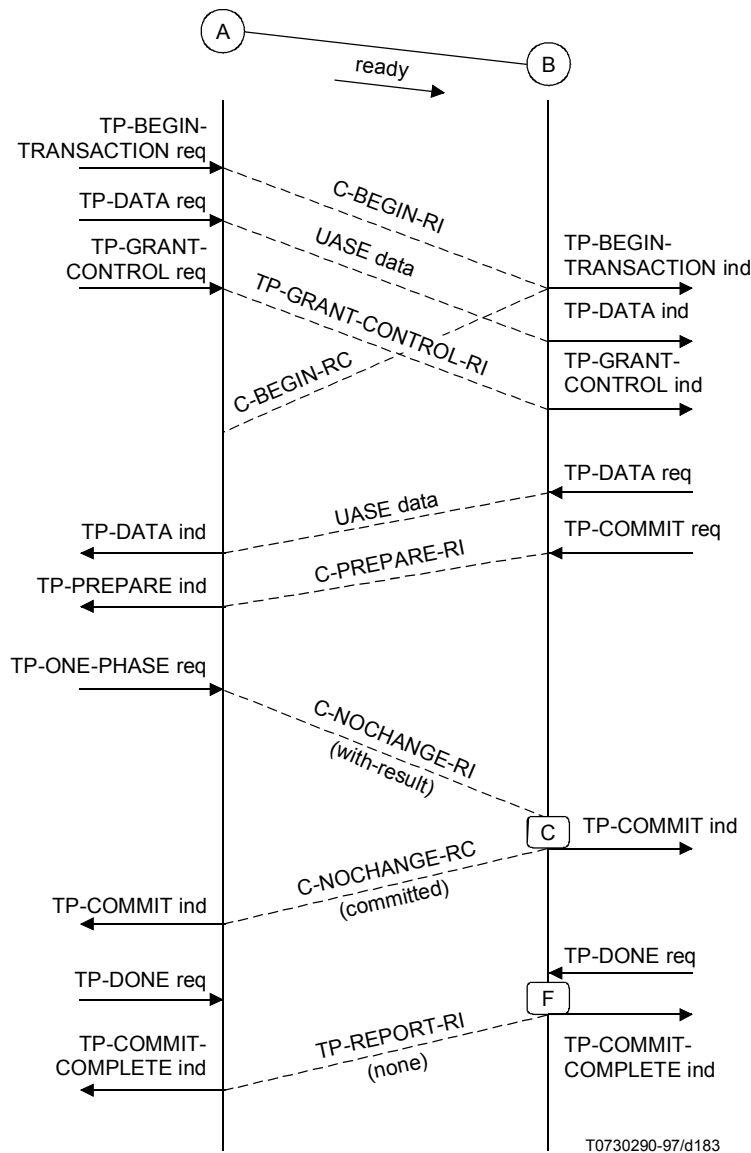 A
B
ready
TP-BEGIN-
TRANSACTION req
C-BEGIN-RI
TP-DATA req
UASE data
TP-GRANT-
CONTROL req
TP-BEGIN-
TRANSACTION ind
TP-GRANT-CONTROL-RI
TP-DATA ind
C-BEGIN-RC
TP-GRANT-
CONTROL ind
TP-DATA req
UASE data
TP-DATA ind
TP-COMMIT req
C-PREPARE-RI
TP-PREPARE ind
TP-ONE-PHASE req
C-NOCHANGE-RI
(with-result)
C
TP-COMMIT ind
C-NOCHANGE-RC
(committed)
TP-COMMIT ind
TP-DONE req
TP-DONE req
F
TP-REPORT-RI
(none)
TP-COMMIT-
COMPLETE ind
TP-COMMIT-
COMPLETE ind
T0730290-97/d183